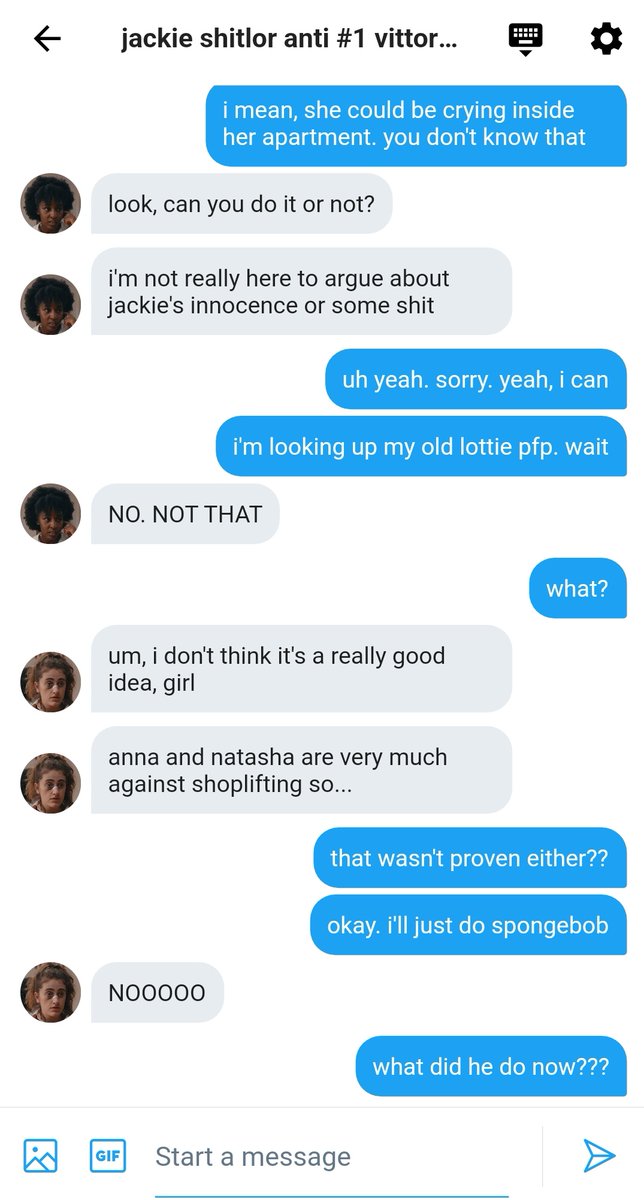 jackie shitlor anti #1 vittor...
i mean, she could be crying inside
her apartment. you don't know that
look, can you do it or not?
i'm not really here to argue about
jackie's innocence or some shit
uh yeah. sorry. yeah, i can
i'm looking up my old lottie pfp. wait
NO. NOT THAT
what?
um, i don't think it's a really good
idea, girl
anna and natasha are very much
against shoplifting so...
that wasn't proven either??
okay. i'll just do spongebob
NOOOOO
what did he do now???
GIF
Start a message